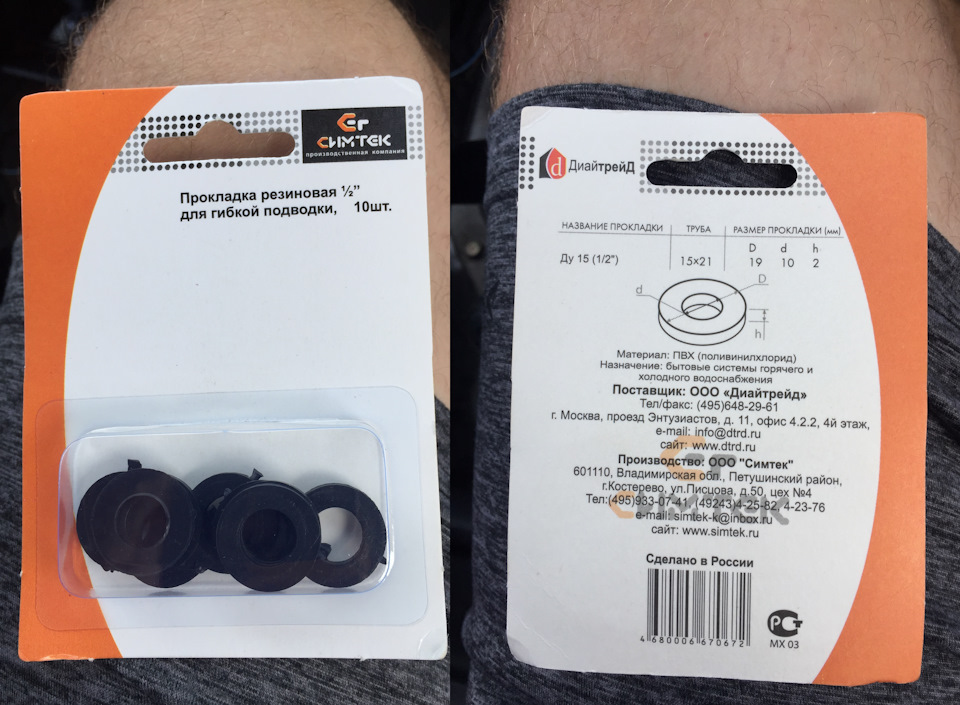 Er
СИМТЕК
производственная компания
Прокладка резиновая ½”
для гибкой подводки, 10шт.
d ДиайтрейД
НАЗВАНИЕ ПРОКЛАДКИ ТРУБА РАЗМЕР ПРОКЛАДКИ (мм)
D d h
Ду 15 (1/2") 15×21 19 10 2
D
d
h
Материал: ПВХ (поливинилхлорид)
Назначение: бытовые системы горячего и
холодного водоснабжения
Поставщик: ООО «Диайтрейд»
Тел/факс: (495)648-29-61
г. Москва, проезд Энтузиастов, д. 11, офис 4.2.2, 4й этаж,
e-mail: info@dtrd.ru
сайт: www.dtrd.ru
Er
СИМТЕК
Производство: ООО "Симтек"
601110, Владимирская обл., Петушинский район,
г.Костерево, ул.Писцова, д.50, цех №4
Тел:(495)933-07-41, (49243)4-25-82, 4-23-76
e-mail: simtek-k@inbox.ru
сайт: www.simtek.ru
Сделано в России
4 680006 670672
РСТ
МХ 03